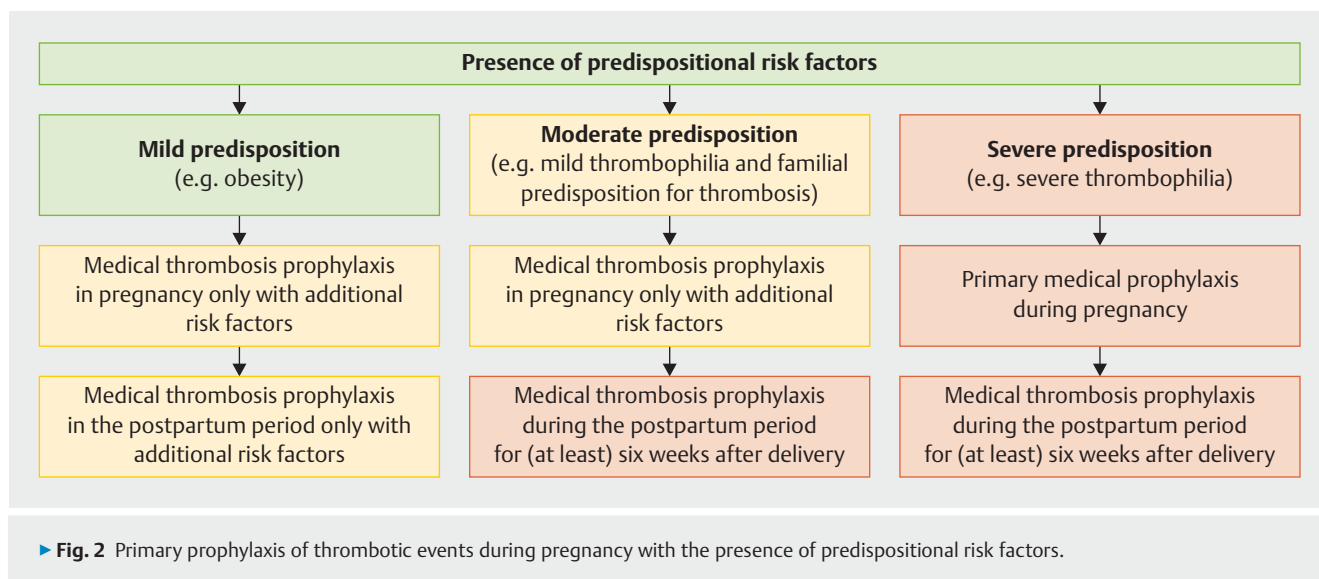 Presence of predispositional risk factors
Mild predisposition
(e.g. obesity)
Moderate predisposition
(e.g. mild thrombophilia and familial
predisposition for thrombosis)
Severe predisposition
(e.g. severe thrombophilia)
Medical thrombosis prophylaxis
in pregnancy only with additional
risk factors
Medical thrombosis prophylaxis
in pregnancy only with additional
risk factors
Primary medical prophylaxis
during pregnancy
Medical thrombosis prophylaxis
in the postpartum period only with
additional risk factors
Medical thrombosis prophylaxis
during the postpartum period
for (at least) six weeks after delivery
Medical thrombosis prophylaxis
during the postpartum period
for (at least) six weeks after delivery
▶ Fig. 2 Primary prophylaxis of thrombotic events during pregnancy with the presence of predispositional risk factors.